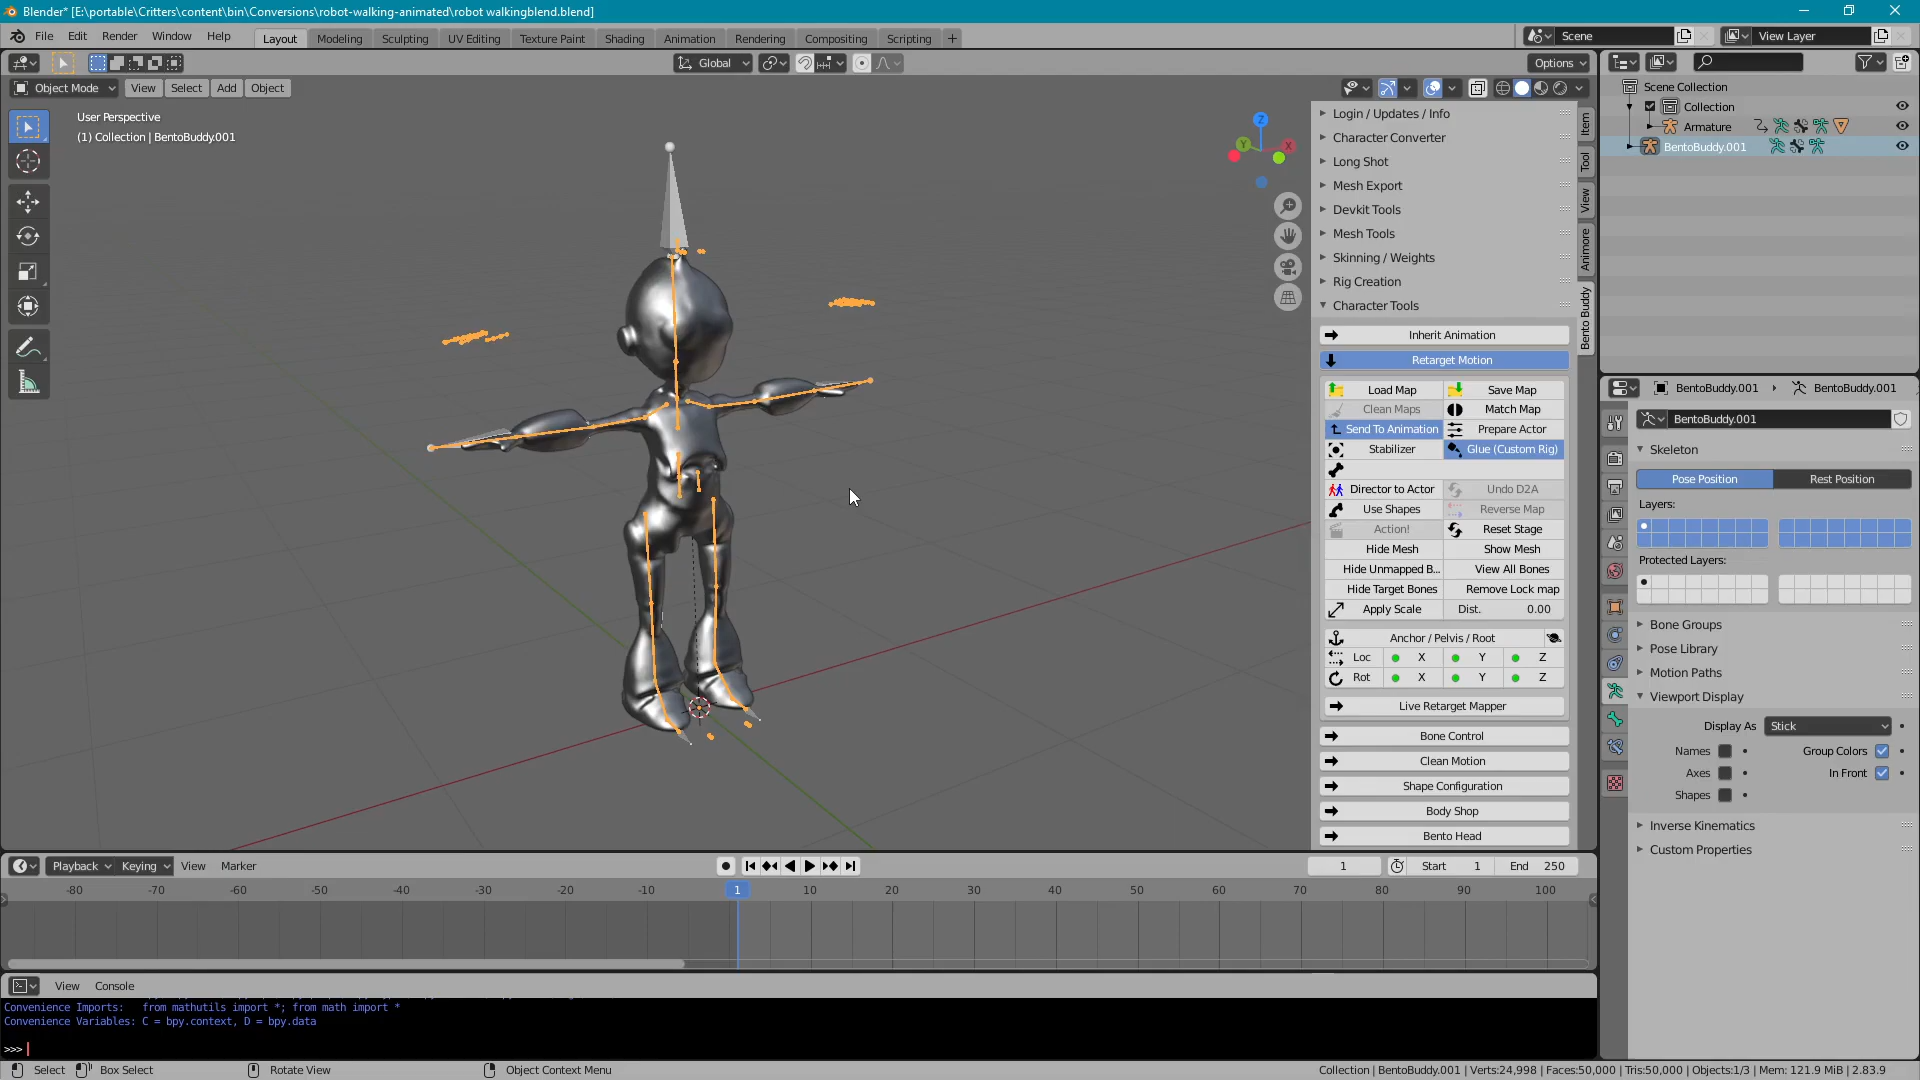 Blender* [E:\portable\Critters\content\bin\Conversions\robot-walking-animated\robot walkingblend.blend]
File Edit Render Window Help Layout Modeling Sculpting UV Editing Texture Paint Shading Animation Rendering Compositing Scripting + Scene View Layer
Global Options
Object Mode View Select Add Object
User Perspective
(1) Collection | BentoBuddy.001
Z
Y
X
Login / Updates / Info
Character Converter
Long Shot
Mesh Export
Devkit Tools
Mesh Tools
Skinning / Weights
Rig Creation
Character Tools
Inherit Animation
Retarget Motion
Load Map Save Map
Clean Maps Match Map
Send To Animation Prepare Actor
Stabilizer Glue (Custom Rig)
Director to Actor Undo D2A
Use Shapes Reverse Map
Action! Reset Stage
Hide Mesh Show Mesh
Hide Unmapped B... View All Bones
Hide Target Bones Remove Lock map
Apply Scale Dist. 0.00
Anchor / Pelvis / Root
Loc X Y Z
Rot X Y Z
Live Retarget Mapper
Bone Control
Clean Motion
Shape Configuration
Body Shop
Bento Head
Item
Tool
View
Animore
Bento Buddy
Scene Collection
Collection
Armature
BentoBuddy.001
BentoBuddy.001 BentoBuddy.001
BentoBuddy.001
Skeleton
Pose Position Rest Position
Layers:
Protected Layers:
Bone Groups
Pose Library
Motion Paths
Viewport Display
Display As Stick
Names Group Colors
Axes In Front
Shapes
Inverse Kinematics
Custom Properties
Playback Keying View Marker 1 Start 1 End 250
-80 -70 -60 -50 -40 -30 -20 -10 1 10 20 30 40 50 60 70 80 90 100
View Console
Convenience Imports: from mathutils import *; from math import *
Convenience Variables: C = bpy.context, D = bpy.data
>>>
Select Box Select Rotate View Object Context Menu Collection | BentoBuddy.001 | Verts:24,998 | Faces:50,000 | Tris:50,000 | Objects:1/3 | Mem: 121.9 MiB | 2.83.9